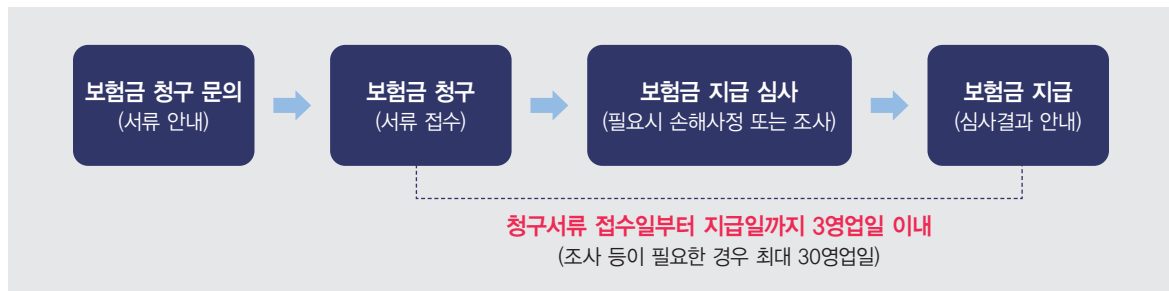 보험금 청구 문의
(서류 안내)
보험금 청구
(서류 접수)
보험금 지급 심사
(필요시 손해사정 또는 조사)
보험금 지급
(심사결과 안내)
청구서류 접수일부터 지급일까지 3영업일 이내
(조사 등이 필요한 경우 최대 30영업일)